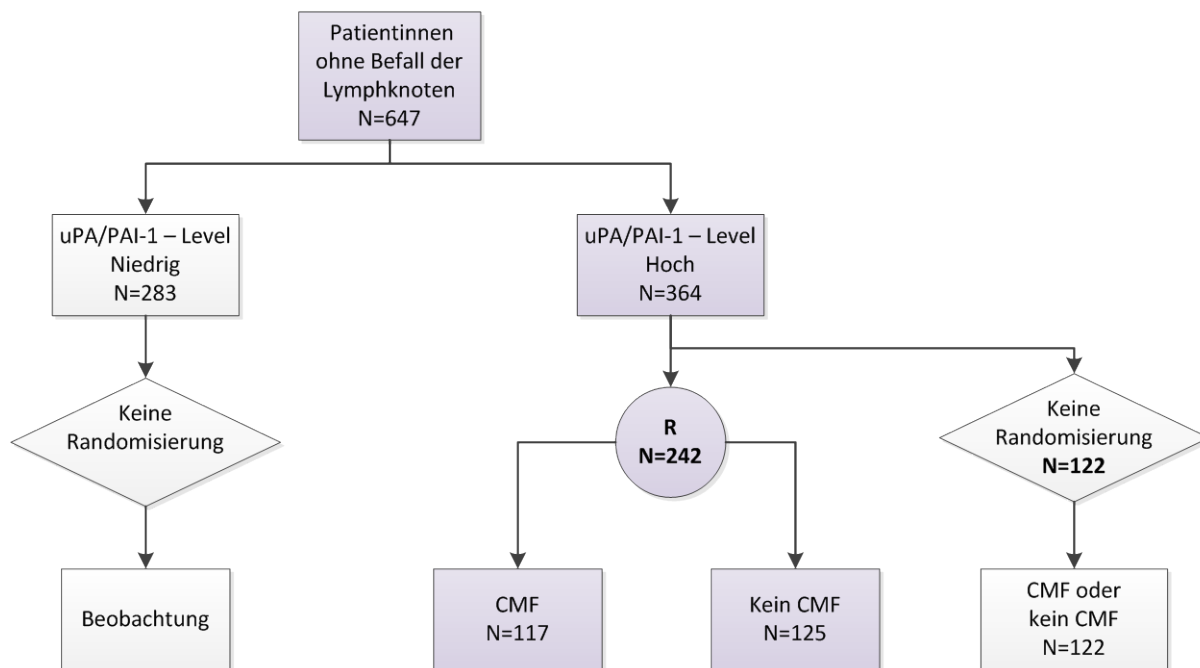 Patientinnen
ohne Befall der
Lymphknoten
N=647
uPA/PAI-1 – Level
Niedrig
N=283
uPA/PAI-1 – Level
Hoch
N=364
Keine
Randomisierung
R
N=242
Keine
Randomisierung
N=122
Beobachtung
CMF
N=117
Kein CMF
N=125
CMF oder
kein CMF
N=122